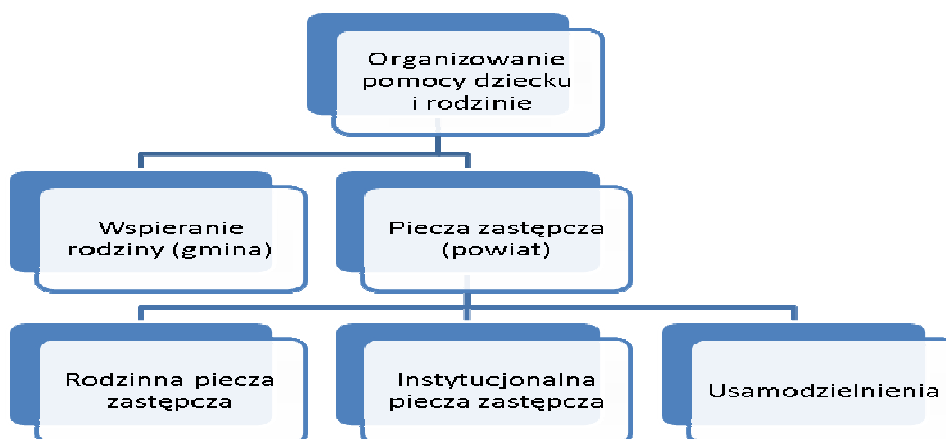 Organizowanie
pomocy dziecku
i rodzinie
Wspieranie
rodziny (gmina)
Piecza zastępcza
(powiat)
Rodzinna piecza
zastępcza
Instytucjonalna
piecza zastępcza
Usamodzielnienia